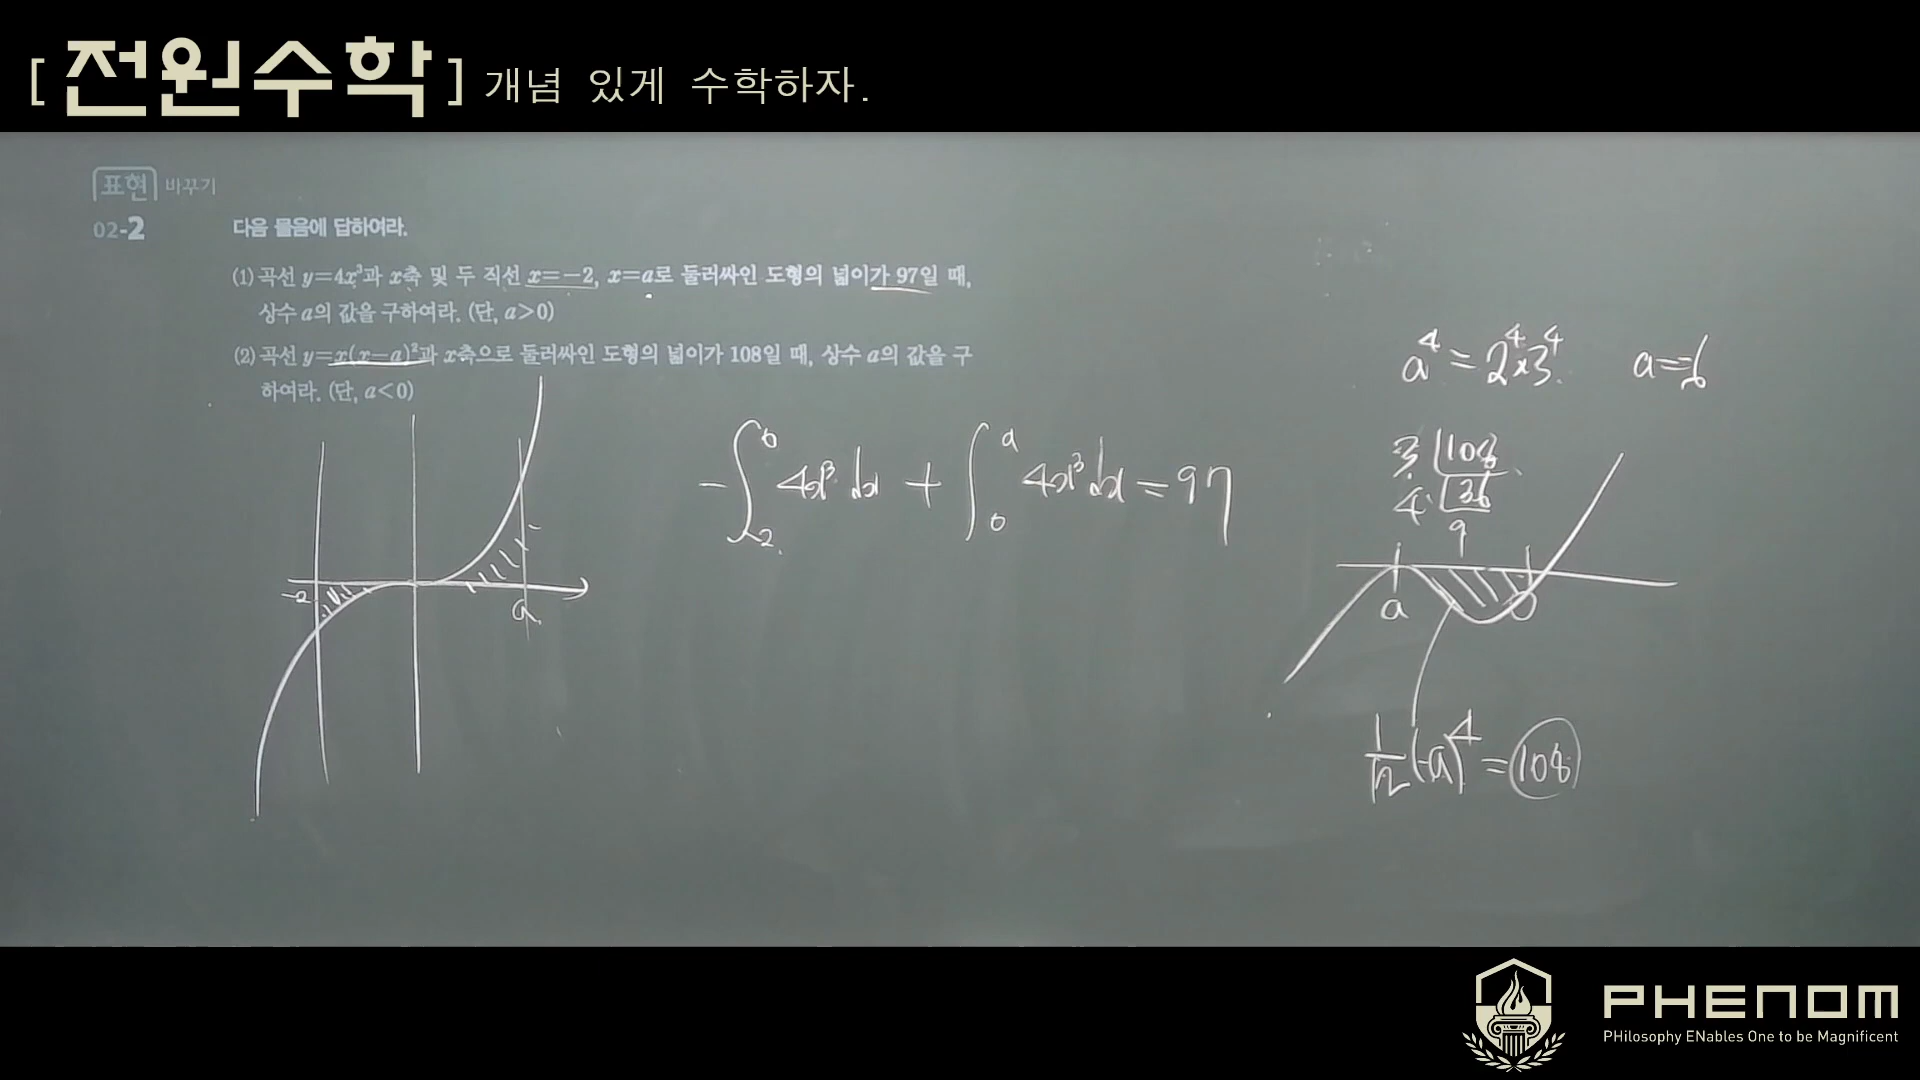 [전원수학] 개념 있게 수학하자.
표현 바꾸기
02-2 다음 물음에 답하여라.
(1) 곡선 y=4x³과 x축 및 두 직선 x=-2, x=a로 둘러싸인 도형의 넓이가 97일 때,
상수 a의 값을 구하여라. (단, a>0)
(2) 곡선 y=x(x-a)²과 x축으로 둘러싸인 도형의 넓이가 108일 때, 상수 a의 값을 구
하여라. (단, a<0)
-2 a
-∫₋₂⁰ 4x³ dx + ∫₀ᵃ 4x³ dx = 97
a⁴ = 2⁴×3⁴ a=-6
3 108
4 36
9
a 0
1/12 (-a)⁴ = 108
PHENOM
PHilosophy ENables One to be Magnificent